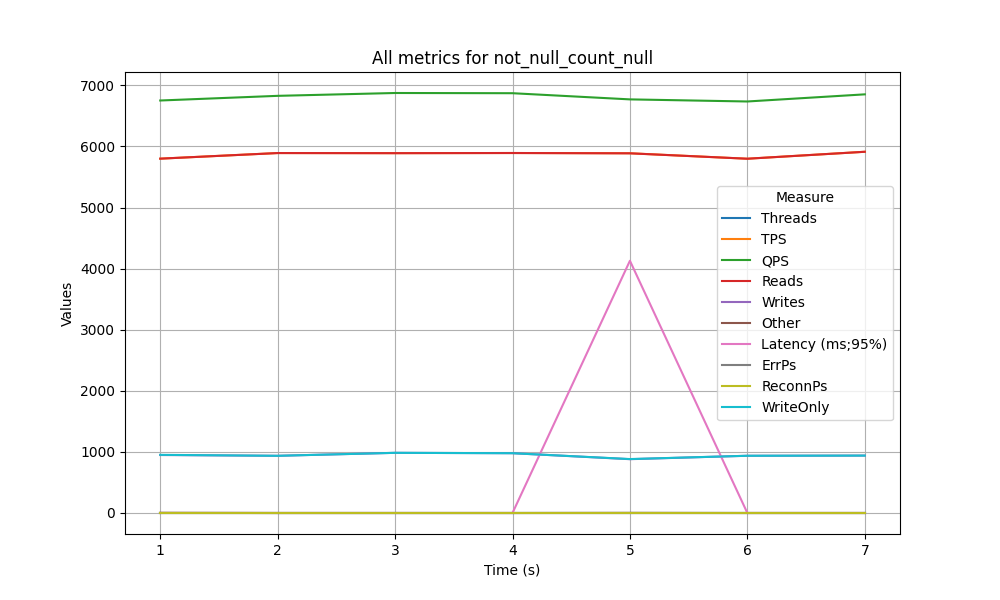 All metrics for not_null_count_null
Values
7000
6000
5000
4000
3000
2000
1000
0
1 2 3 4 5 6 7
Time (s)
Measure
Threads
TPS
QPS
Reads
Writes
Other
Latency (ms;95%)
ErrPs
ReconnPs
WriteOnly